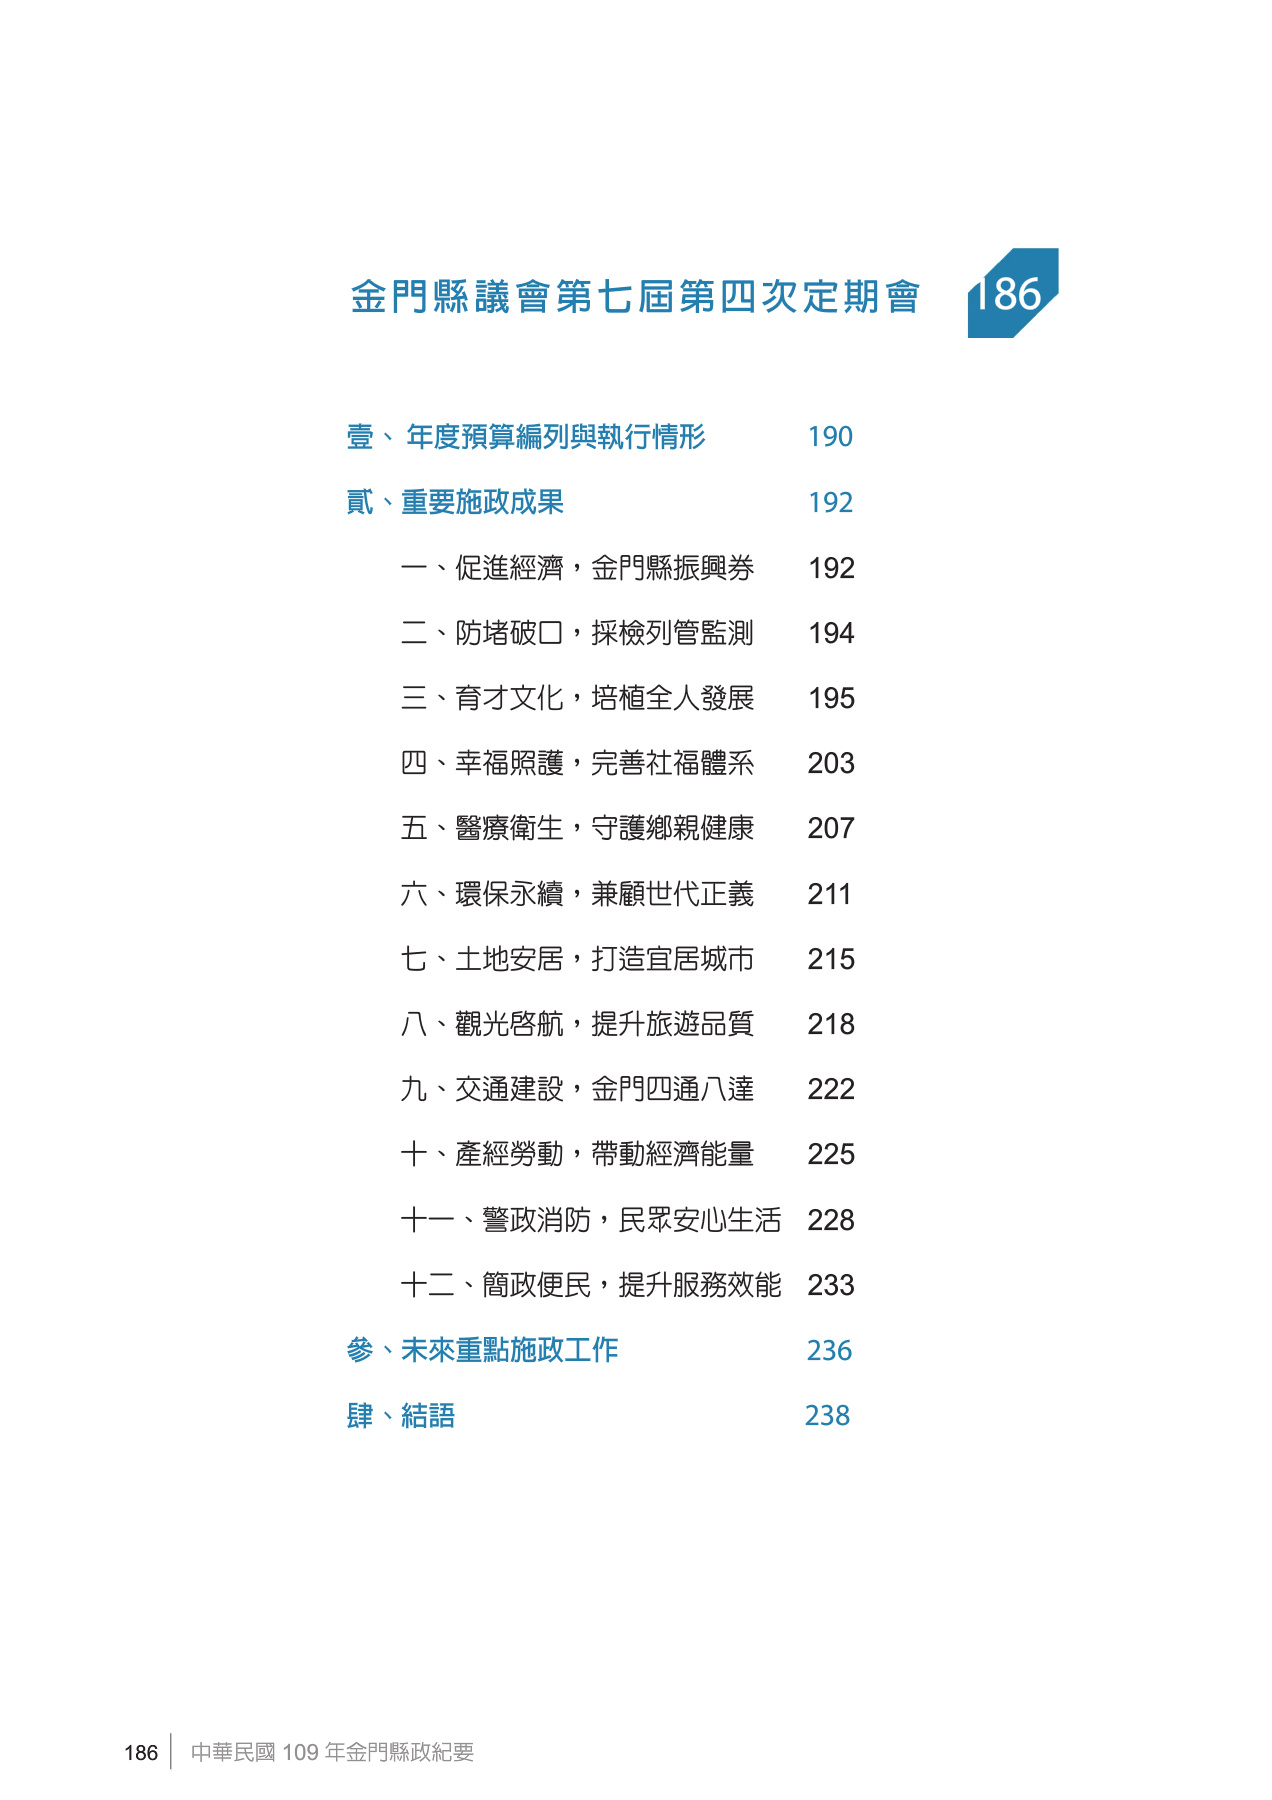 金門縣議會第七屆第四次定期會 186
壹、年度預算編列與執行情形 190
貳、重要施政成果 192
一、促進經濟，金門縣振興券 192
二、防堵破口，採檢列管監測 194
三、育才文化，培植全人發展 195
四、幸福照護，完善社福體系 203
五、醫療衛生，守護鄉親健康 207
六、環保永續，兼顧世代正義 211
七、土地安居，打造宜居城市 215
八、觀光啓航，提升旅遊品質 218
九、交通建設，金門四通八達 222
十、產經勞動，帶動經濟能量 225
十一、警政消防，民眾安心生活 228
十二、簡政便民，提升服務效能 233
參、未來重點施政工作 236
肆、結語 238
186 中華民國 109 年金門縣政紀要